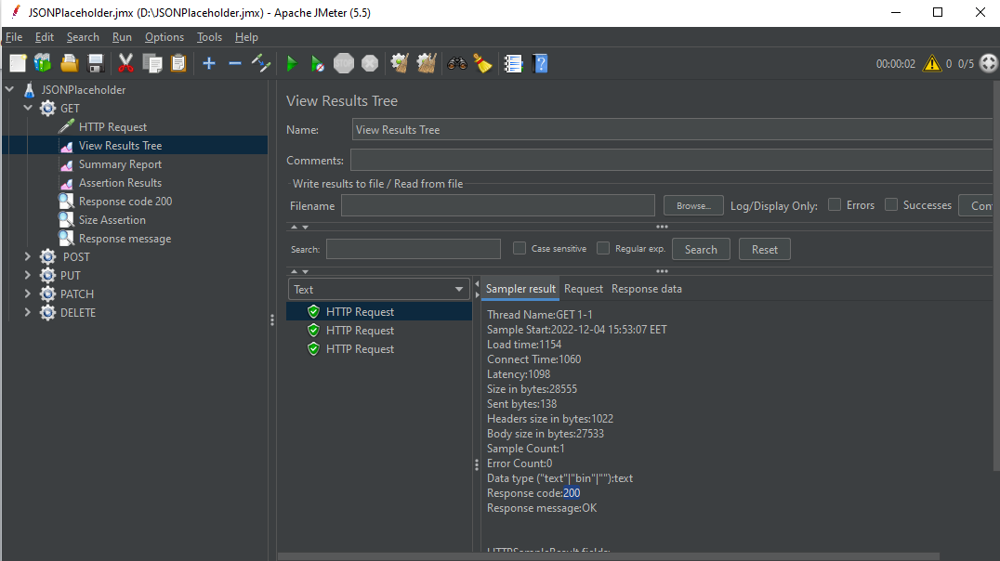 JSONPlaceholder.jmx (D:\JSONPlaceholder.jmx) - Apache JMeter (5.5)
File Edit Search Run Options Tools Help
STOP
00:00:02 0 0/5
JSONPlaceholder
GET
HTTP Request
View Results Tree
Summary Report
Assertion Results
Response code 200
Size Assertion
Response message
POST
PUT
PATCH
DELETE
View Results Tree
Name: View Results Tree
Comments:
Write results to file / Read from file
Filename Browse... Log/Display Only: Errors Successes Con
Search: Case sensitive Regular exp. Search Reset
Text
HTTP Request
HTTP Request
HTTP Request
Sampler result Request Response data
Thread Name:GET 1-1
Sample Start:2022-12-04 15:53:07 EET
Load time:1154
Connect Time:1060
Latency:1098
Size in bytes:28555
Sent bytes:138
Headers size in bytes:1022
Body size in bytes:27533
Sample Count:1
Error Count:0
Data type ("text"|"bin"|""):text
Response code:200
Response message:OK
HTTPSampleResult fields: